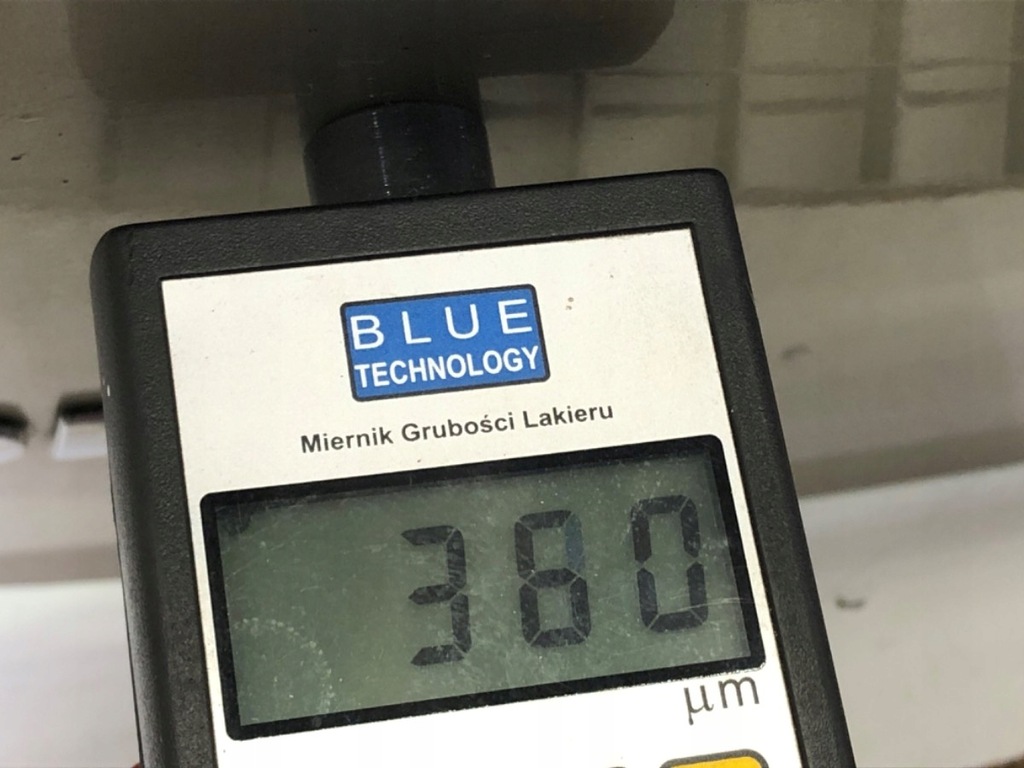 BLUE
TECHNOLOGY
Miernik Grubości Lakieru
380
µm